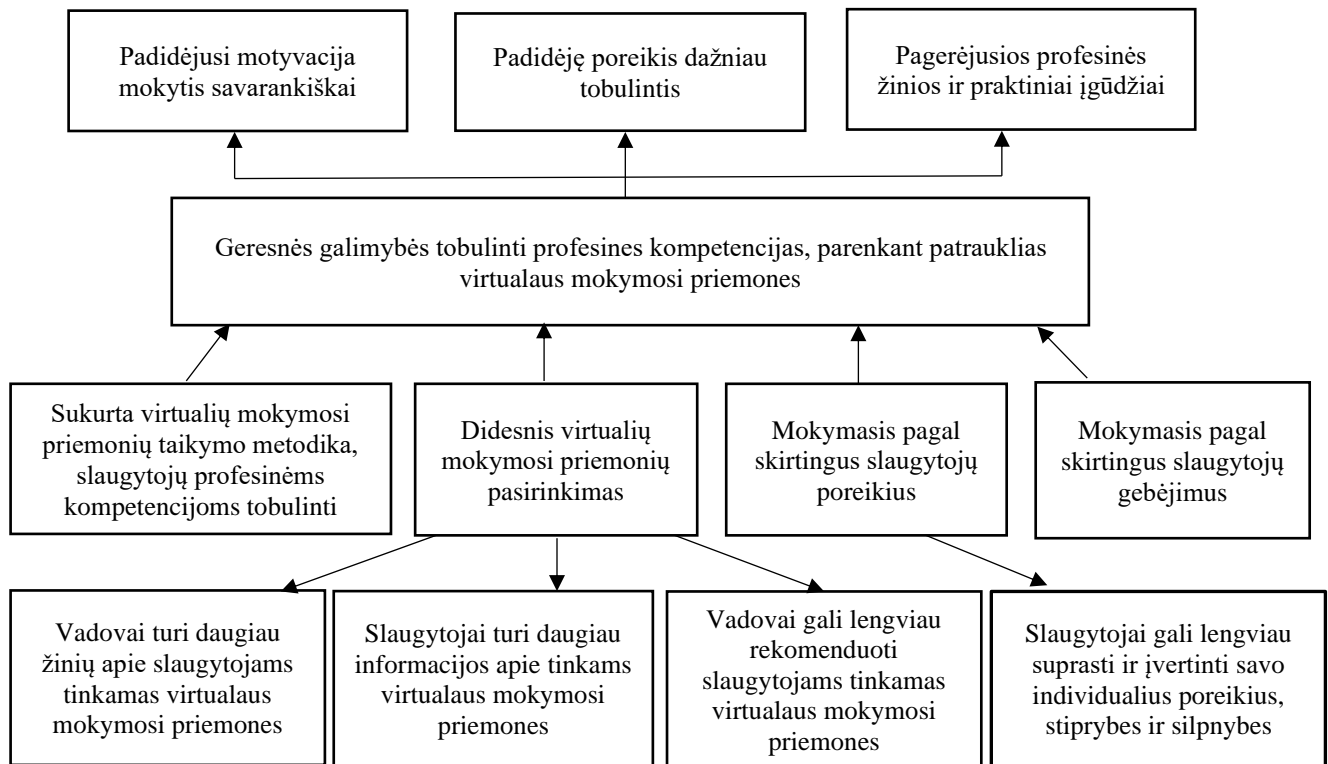 Padidėjusi motyvacija
mokytis savarankiškai
Padidėję poreikis dažniau
tobulintis
Pagerėjusios profesinės
žinios ir praktiniai įgūdžiai
Geresnės galimybės tobulinti profesines kompetencijas, parenkant patrauklias
virtualaus mokymosi priemones
Sukurta virtualių mokymosi
priemonių taikymo metodika,
slaugytojų profesinėms
kompetencijoms tobulinti
Didesnis virtualių
mokymosi priemonių
pasirinkimas
Mokymasis pagal
skirtingus slaugytojų
poreikius
Mokymasis pagal
skirtingus slaugytojų
gebėjimus
Vadovai turi daugiau
žinių apie slaugytojams
tinkamas virtualaus
mokymosi priemones
Slaugytojai turi daugiau
informacijos apie tinkams
virtualaus mokymosi
priemones
Vadovai gali lengviau
rekomenduoti
slaugytojams tinkamas
virtualaus mokymosi
priemones
Slaugytojai gali lengviau
suprasti ir įvertinti savo
individualius poreikius,
stiprybes ir silpnybes